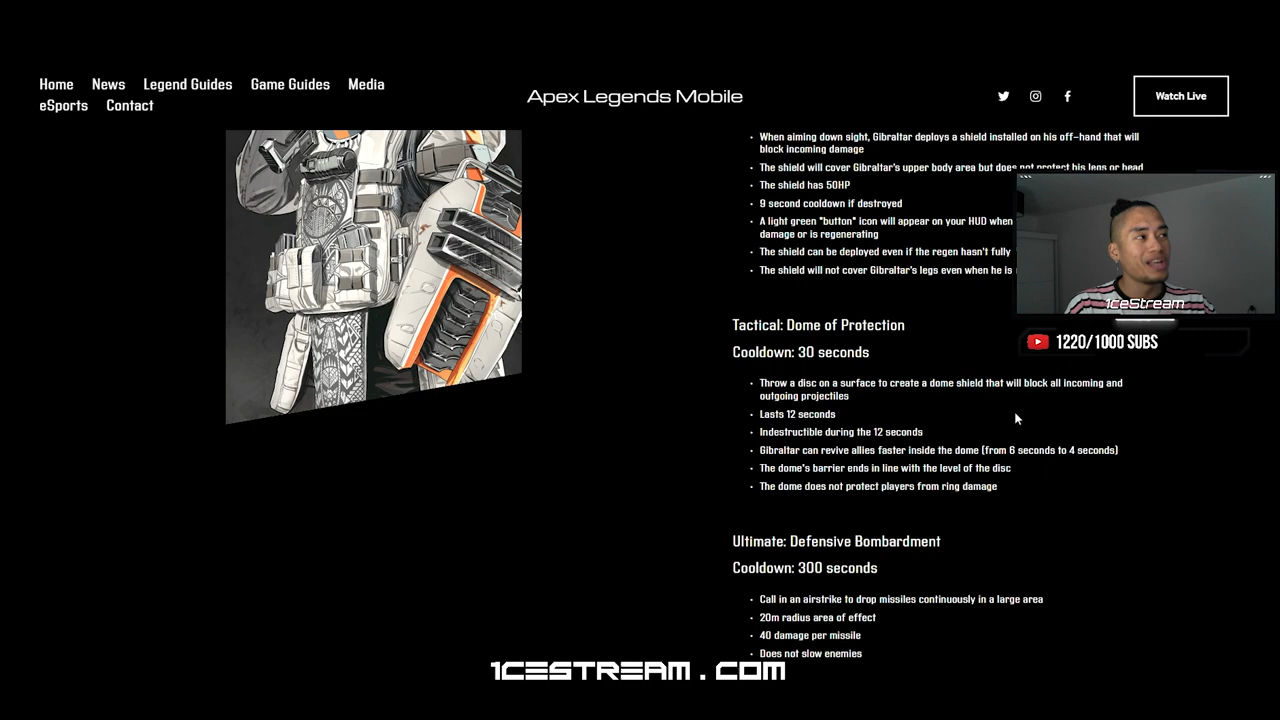 Home News Legend Guides Game Guides Media
eSports Contact
Apex Legends Mobile
Watch Live
• When aiming down sight, Gibraltar deploys a shield installed on his off-hand that will
block incoming damage
• The shield will cover Gibraltar's upper body area but does not protect his legs or head
• The shield has 50HP
• 9 second cooldown if destroyed
• A light green "button" icon will appear on your HUD when
damage or is regenerating
• The shield can be deployed even if the regen hasn't fully
• The shield will not cover Gibraltar's legs even when he is
1CeStream
1220/1000 SUBS
Tactical: Dome of Protection
Cooldown: 30 seconds
• Throw a disc on a surface to create a dome shield that will block all incoming and
outgoing projectiles
• Lasts 12 seconds
• Indestructible during the 12 seconds
• Gibraltar can revive allies faster inside the dome (from 6 seconds to 4 seconds)
• The dome's barrier ends in line with the level of the disc
• The dome does not protect players from ring damage
Ultimate: Defensive Bombardment
Cooldown: 300 seconds
• Call in an airstrike to drop missiles continuously in a large area
• 20m radius area of effect
• 40 damage per missile
• Does not slow enemies
1CESTREAM.COM